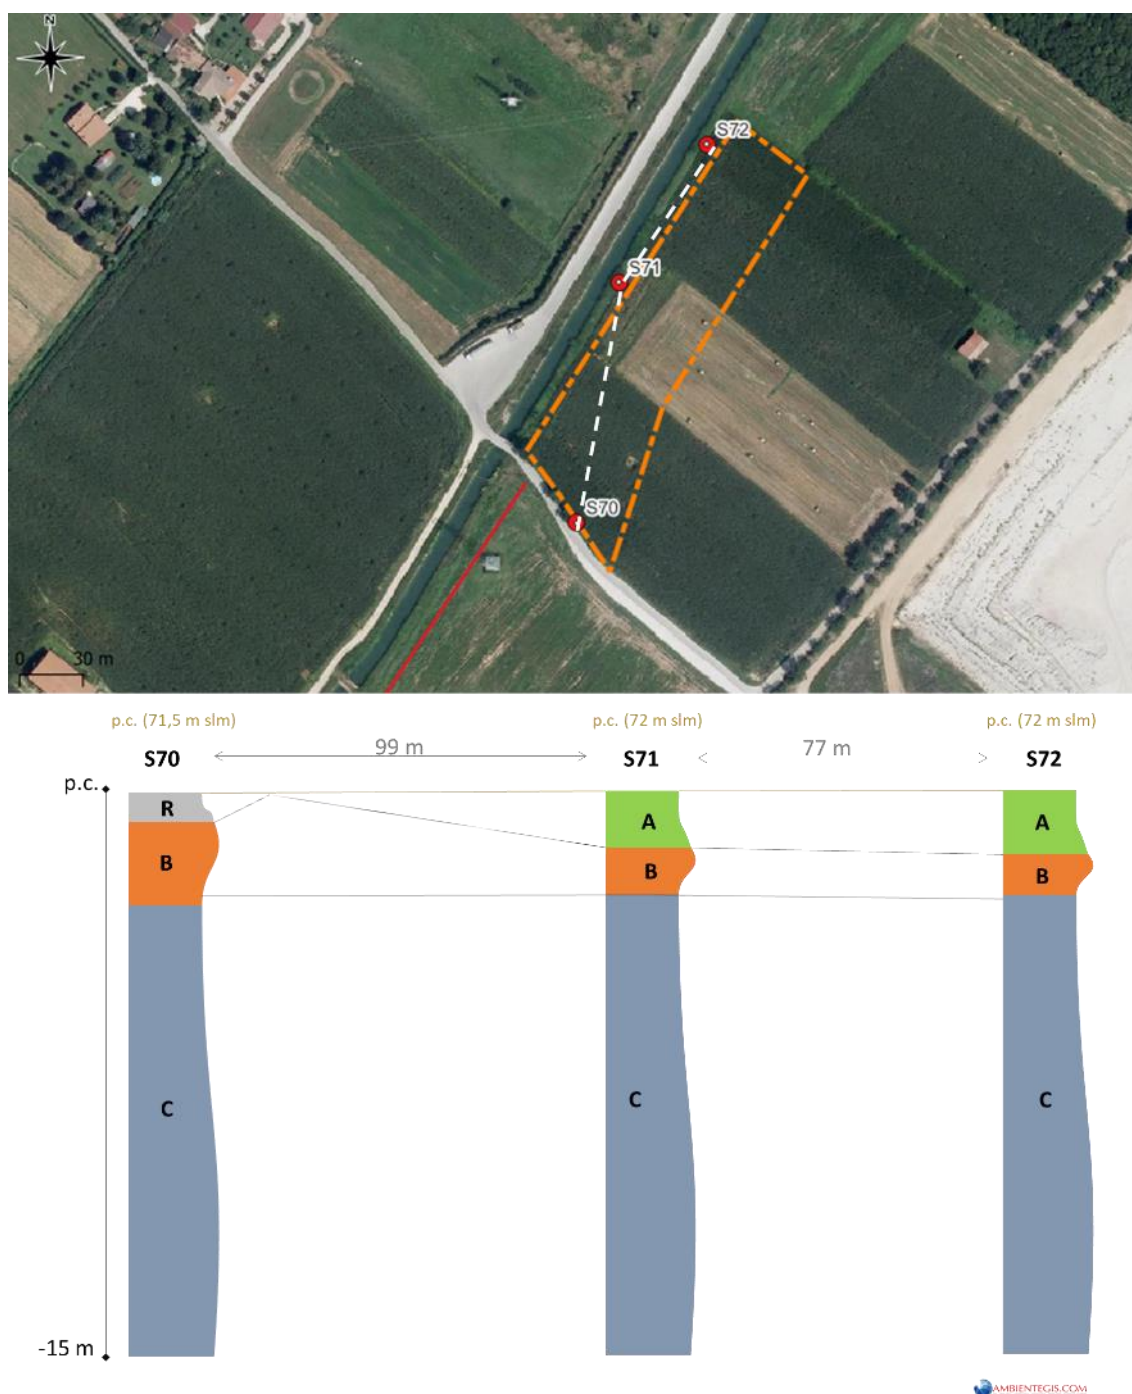 N
S72
S71
S70
0 30 m
p.c. (71,5 m slm) p.c. (72 m slm) p.c. (72 m slm)
S70 99 m S71 77 m S72
p.c.
R A A
B B B
C C C
-15 m
AMBIENTEGIS.COM